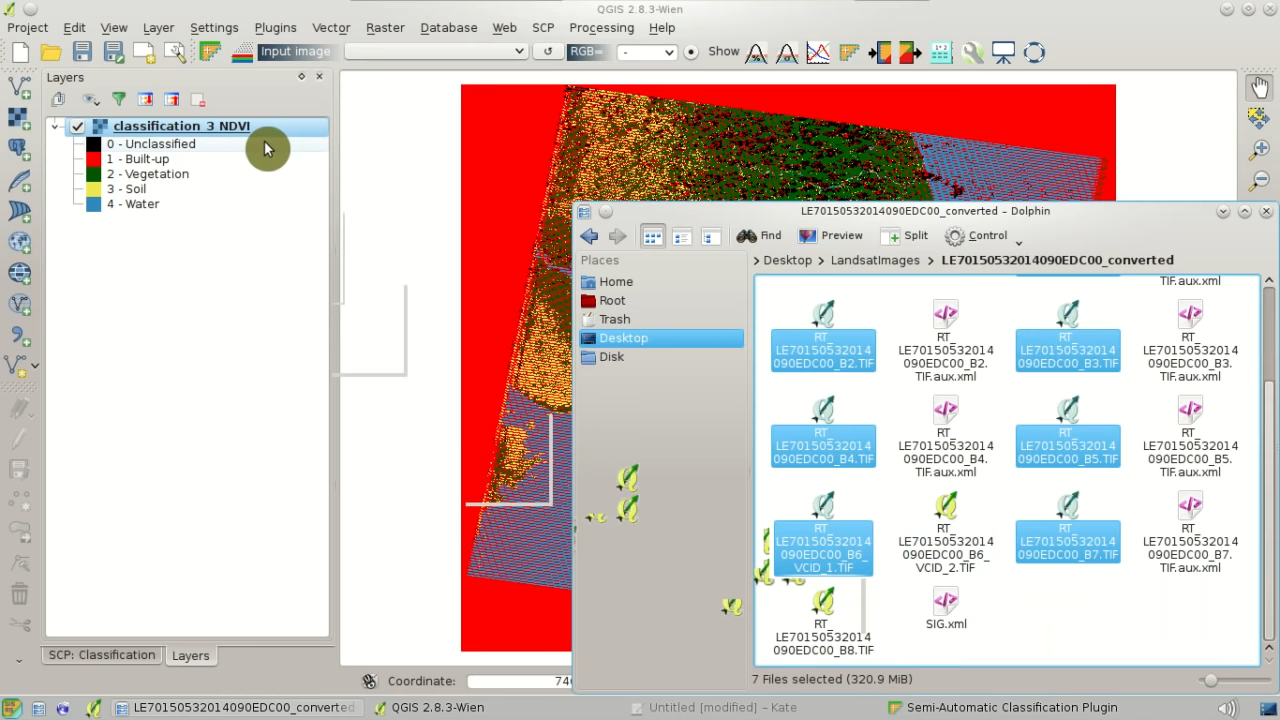 QGIS 2.8.3-Wien
Project Edit View Layer Settings Plugins Vector Raster Database Web SCP Processing Help
Input image RGB= - Show
Layers
classification_3_NDVI
0 - Unclassified
1 - Built-up
2 - Vegetation
3 - Soil
4 - Water
SCP: Classification Layers
Coordinate: 740
LE70150532014090EDC00_converted – Dolphin
Find Preview Split Control
Places
Home
Root
Trash
Desktop
Disk
> Desktop > LandsatImages > LE70150532014090EDC00_converted
TIF.aux.xml TIF.aux.xml
RT_ RT_ RT_ RT_
LE70150532014 LE70150532014 LE70150532014 LE70150532014
090EDC00_B2.TIF 090EDC00_B2. 090EDC00_B3.TIF 090EDC00_B3.
TIF.aux.xml TIF.aux.xml
RT_ RT_ RT_ RT_
LE70150532014 LE70150532014 LE70150532014 LE70150532014
090EDC00_B4.TIF 090EDC00_B4. 090EDC00_B5.TIF 090EDC00_B5.
TIF.aux.xml TIF.aux.xml
RT_ RT_ RT_ RT_
LE70150532014 LE70150532014 LE70150532014 LE70150532014
090EDC00_B6_ 090EDC00_B6_ 090EDC00_B7.TIF 090EDC00_B7.
VCID_1.TIF VCID_2.TIF TIF.aux.xml
RT_ SIG.xml
LE70150532014
090EDC00_B8.TIF
7 Files selected (320.9 MiB)
LE70150532014090EDC00_converted QGIS 2.8.3-Wien Untitled [modified] – Kate Semi-Automatic Classification Plugin